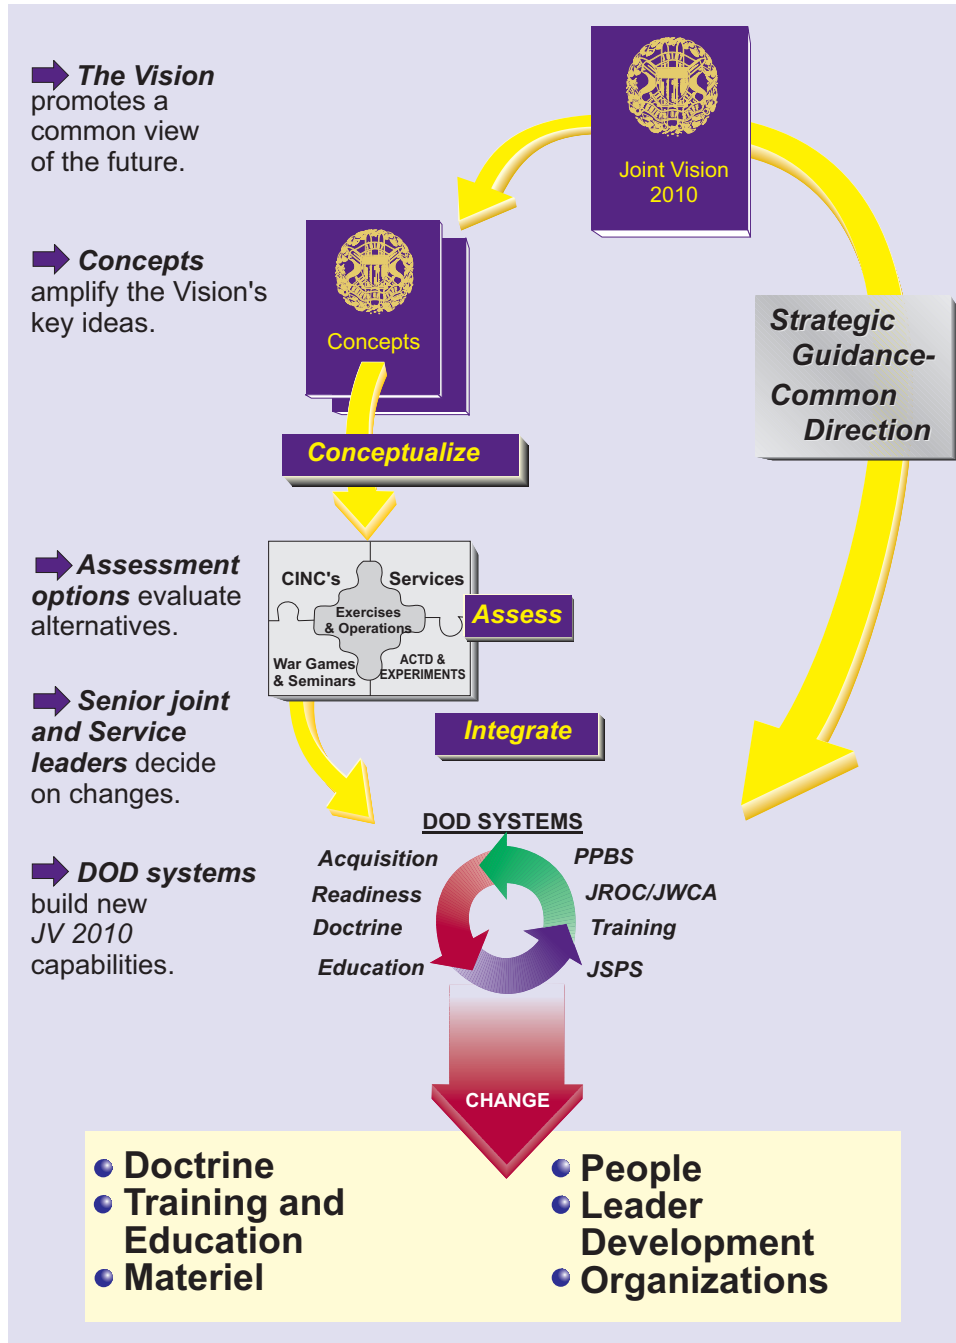 The Vision
promotes a
common view
of the future.
Joint Vision
2010
Concepts
amplify the Vision's
key ideas.
Concepts
Strategic
Guidance-
Common
Direction
Conceptualize
Assessment
options evaluate
alternatives.
CINC's
Services
Exercises
& Operations
War Games
& Seminars
ACTD &
EXPERIMENTS
Assess
Senior joint
and Service
leaders decide
on changes.
Integrate
DOD systems
build new
JV 2010
capabilities.
DOD SYSTEMS
Acquisition
Readiness
Doctrine
Education
PPBS
JROC/JWCA
Training
JSPS
CHANGE
Doctrine
Training and
Education
Materiel
People
Leader
Development
Organizations